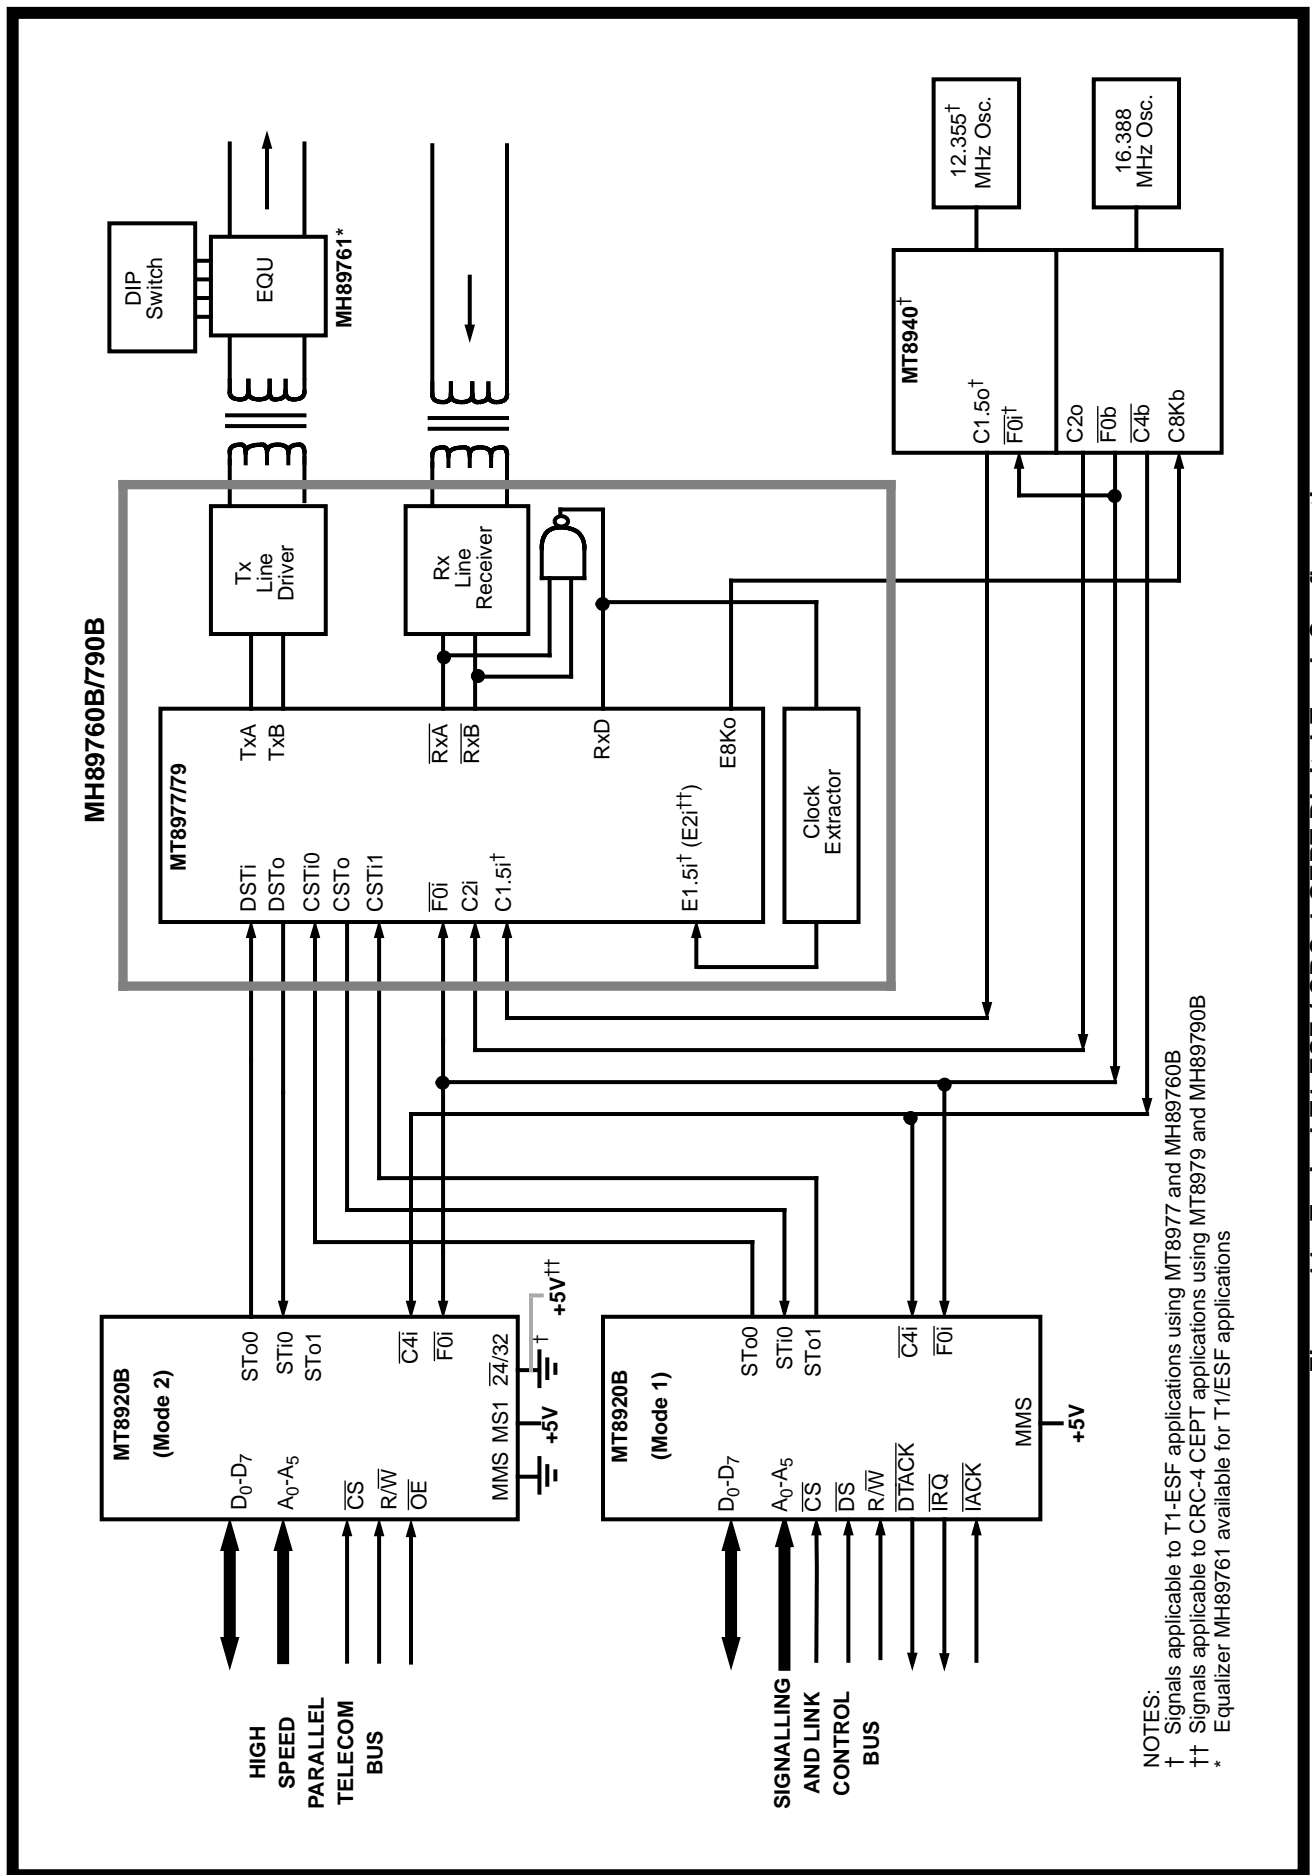 MH89760B/790B
DIP
Switch
EQU
MH89761*
Tx
Line
Driver
Rx
Line
Receiver
MT8977/79
TxA
TxB
RxA
RxB
RxD
E8Ko
DSTi
DSTo
CSTi0
CSTo
CSTi1
F0i
C2i
C1.5i†
E1.5i† (E2i††)
Clock
Extractor
12.355†
MHz Osc.
16.388
MHz Osc.
MT8940†
C1.5o†
F0i†
C2o
F0b
C4b
C8Kb
MT8920B
(Mode 2)
D0-D7
A0-A5
CS
R/W
OE
STo0
STi0
STo1
C4i
F0i
MMS MS1 24/32
+5V
†
+5V††
HIGH
SPEED
PARALLEL
TELECOM
BUS
MT8920B
(Mode 1)
D0-D7
A0-A5
CS
DS
R/W
DTACK
IRQ
IACK
STo0
STi0
STo1
C4i
F0i
MMS
+5V
SIGNALLING
AND LINK
CONTROL
BUS
NOTES:
† Signals applicable to T1-ESF applications using MT8977 and MH89760B
†† Signals applicable to CRC-4 CEPT applications using MT8979 and MH89790B
* Equalizer MH89761 available for T1/ESF applications